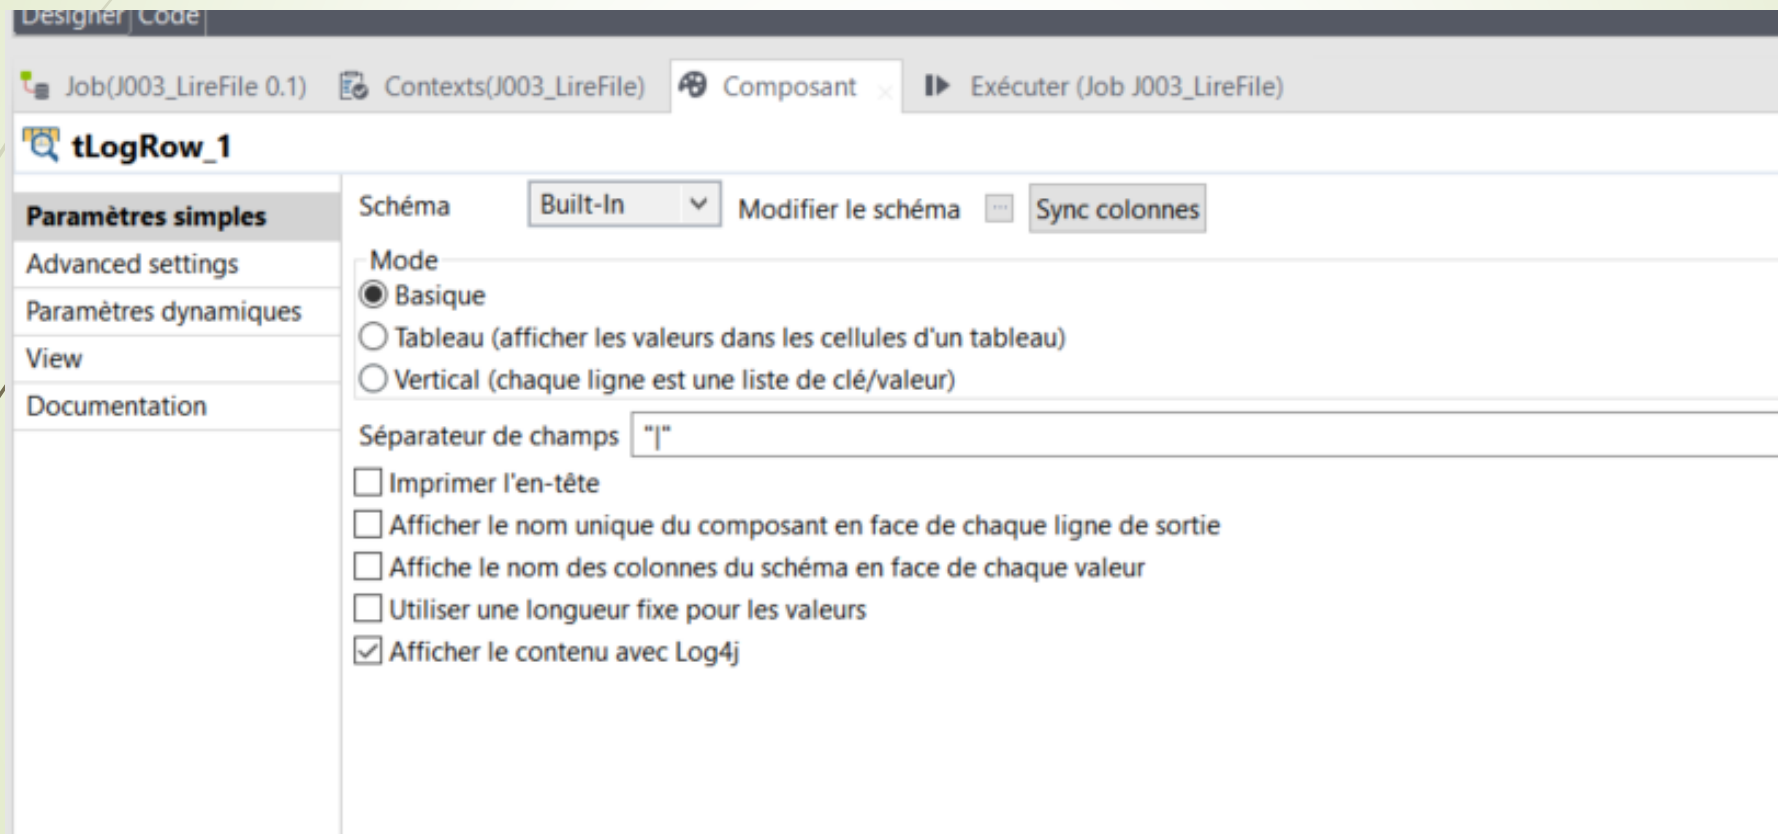 Designer Code
Job(J003_LireFile 0.1) Contexts(J003_LireFile) Composant Exécuter (Job J003_LireFile)
tLogRow_1
Paramètres simples
Advanced settings
Paramètres dynamiques
View
Documentation
Schéma Built-In Modifier le schéma ... Sync colonnes
Mode
Basique
Tableau (afficher les valeurs dans les cellules d'un tableau)
Vertical (chaque ligne est une liste de clé/valeur)
Séparateur de champs "|"
Imprimer l'en-tête
Afficher le nom unique du composant en face de chaque ligne de sortie
Affiche le nom des colonnes du schéma en face de chaque valeur
Utiliser une longueur fixe pour les valeurs
Afficher le contenu avec Log4j